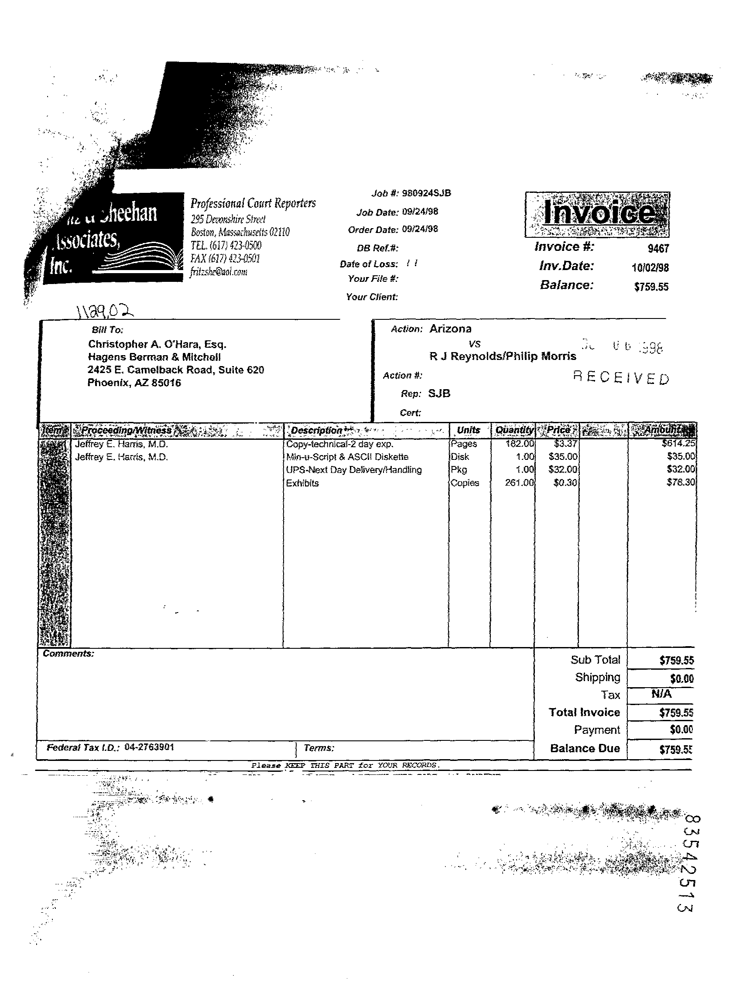 Sheehan
Associates,
Inc.
Professional Court Reporters
295 Devonshire Street
Boston, Massachusetts 02110
TEL. (617) 423-0500
FAX (617) 423-0501
fritzshe@aol.com
Job #: 980924SJB
Job Date: 09/24/98
Order Date: 09/24/98
DB Ref.#:
Date of Loss: / /
Your File #:
Your Client:
Invoice
Invoice #: 9467
Inv.Date: 10/02/98
Balance: $759.55
1129.02
Bill To:
Christopher A. O'Hara, Esq.
Hagens Berman & Mitchell
2425 E. Camelback Road, Suite 620
Phoenix, AZ 85016
Action: Arizona
vs
R J Reynolds/Philip Morris
Action #:
Rep: SJB
Cert:
06 1998
RECEIVED
Item Proceeding/Witness Description Units Quantity Price Amount
Jeffrey E. Harris, M.D. Copy-technical-2 day exp. Pages 182.00 $3.37 $614.25
Jeffrey E. Harris, M.D. Min-u-Script & ASCII Diskette Disk 1.00 $35.00 $35.00
UPS-Next Day Delivery/Handling Pkg 1.00 $32.00 $32.00
Exhibits Copies 261.00 $0.30 $78.30
Comments:
Sub Total $759.55
Shipping $0.00
Tax N/A
Total Invoice $759.55
Payment $0.00
Balance Due $759.55
Federal Tax I.D.: 04-2763901 Terms:
Please KEEP THIS PART for YOUR RECORDS.
83542513